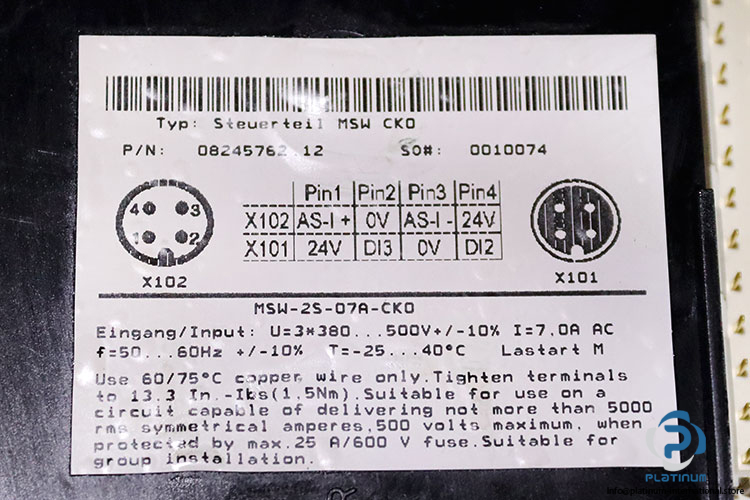 Typ: Steuerteil MSW CKO
P/N: 08245762.12 SO#: 0010074
Pin1 Pin2 Pin3 Pin4
X102 AS-I + 0V AS-I - 24V
X101 24V DI3 0V DI2
4 3
1 2
X102
X101
MSW-2S-07A-CKO
Eingang/Input: U=3*380...500V+/-10% I=7,0A AC
f=50...60Hz +/-10% T=-25...40°C Lastart M
Use 60/75°C copper wire only.Tighten terminals
to 13.3 In.-Ibs(1.5Nm).Suitable for use on a
circuit capable of delivering not more than 5000
rms symmetrical amperes,500 volts maximum, when
protected by max.25 A/600 V fuse.Suitable for
group installation.
PLATINUM